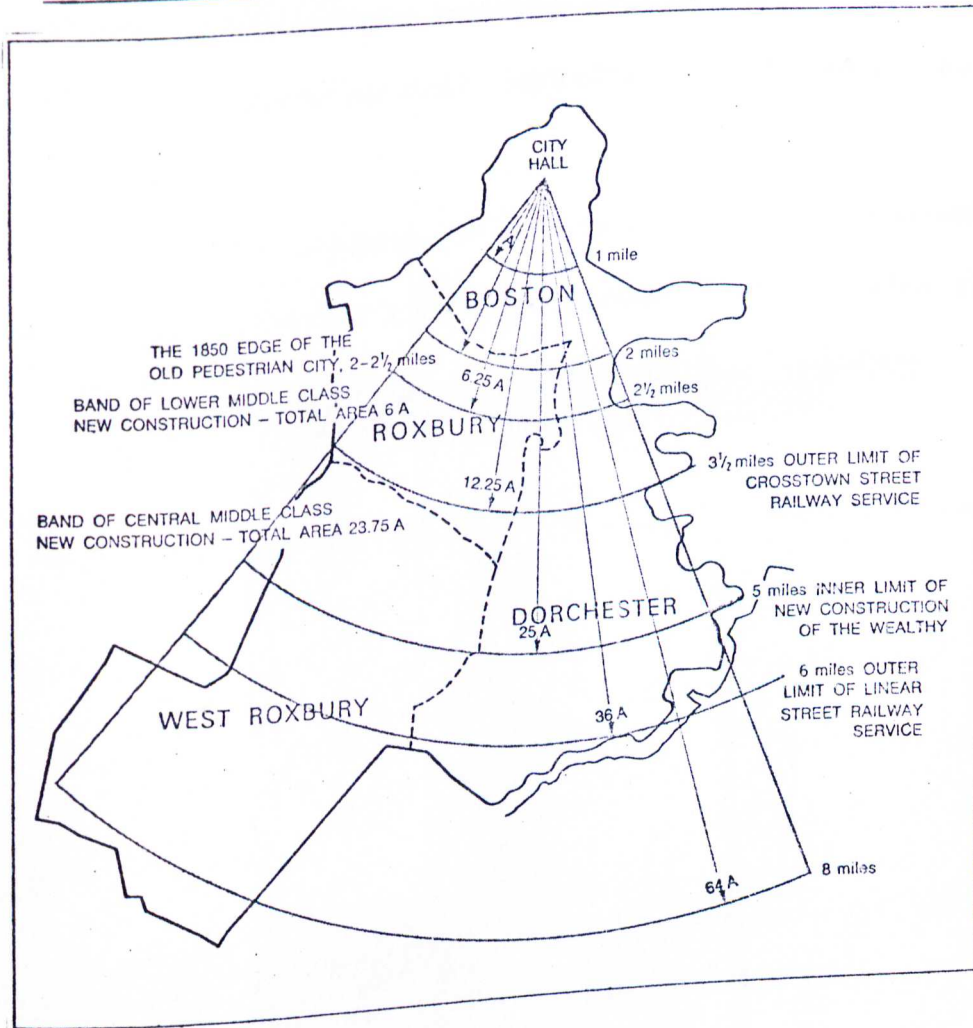 CITY
HALL
A
1 mile
BOSTON
THE 1850 EDGE OF THE
OLD PEDESTRIAN CITY, 2–2½ miles
2 miles
6.25 A
2½ miles
BAND OF LOWER MIDDLE CLASS
NEW CONSTRUCTION – TOTAL AREA 6 A
ROXBURY
3½ miles OUTER LIMIT OF
CROSSTOWN STREET
RAILWAY SERVICE
12.25 A
BAND OF CENTRAL MIDDLE CLASS
NEW CONSTRUCTION – TOTAL AREA 23.75 A
5 miles INNER LIMIT OF
NEW CONSTRUCTION
OF THE WEALTHY
DORCHESTER
25 A
6 miles OUTER
LIMIT OF LINEAR
STREET RAILWAY
SERVICE
WEST ROXBURY
36 A
8 miles
64 A